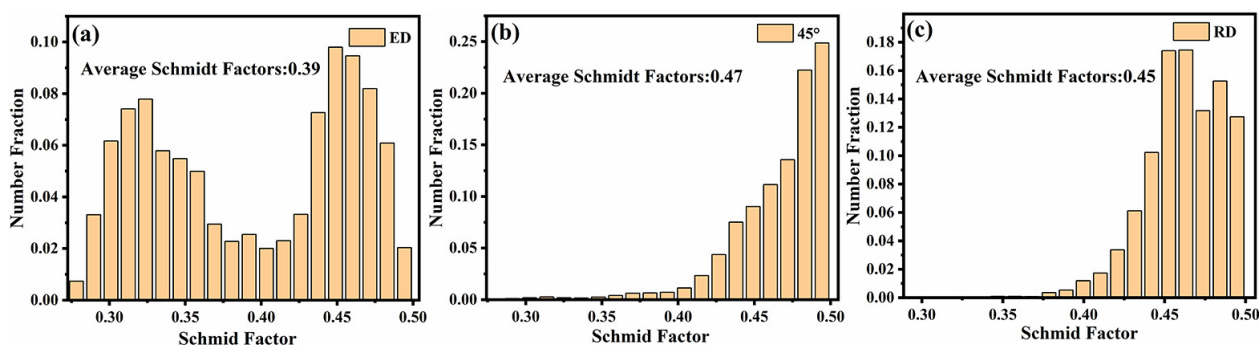 (a)
ED
Average Schmidt Factors:0.39
Number Fraction
0.10
0.08
0.06
0.04
0.02
0.00
0.30 0.35 0.40 0.45 0.50
Schmid Factor
(b)
45°
Average Schmidt Factors:0.47
Number Fraction
0.25
0.20
0.15
0.10
0.05
0.00
0.30 0.35 0.40 0.45 0.50
Schmid Factor
(c)
RD
Average Schmidt Factors:0.45
Number Fraction
0.18
0.16
0.14
0.12
0.10
0.08
0.06
0.04
0.02
0.00
0.30 0.35 0.40 0.45 0.50
Schmid Factor